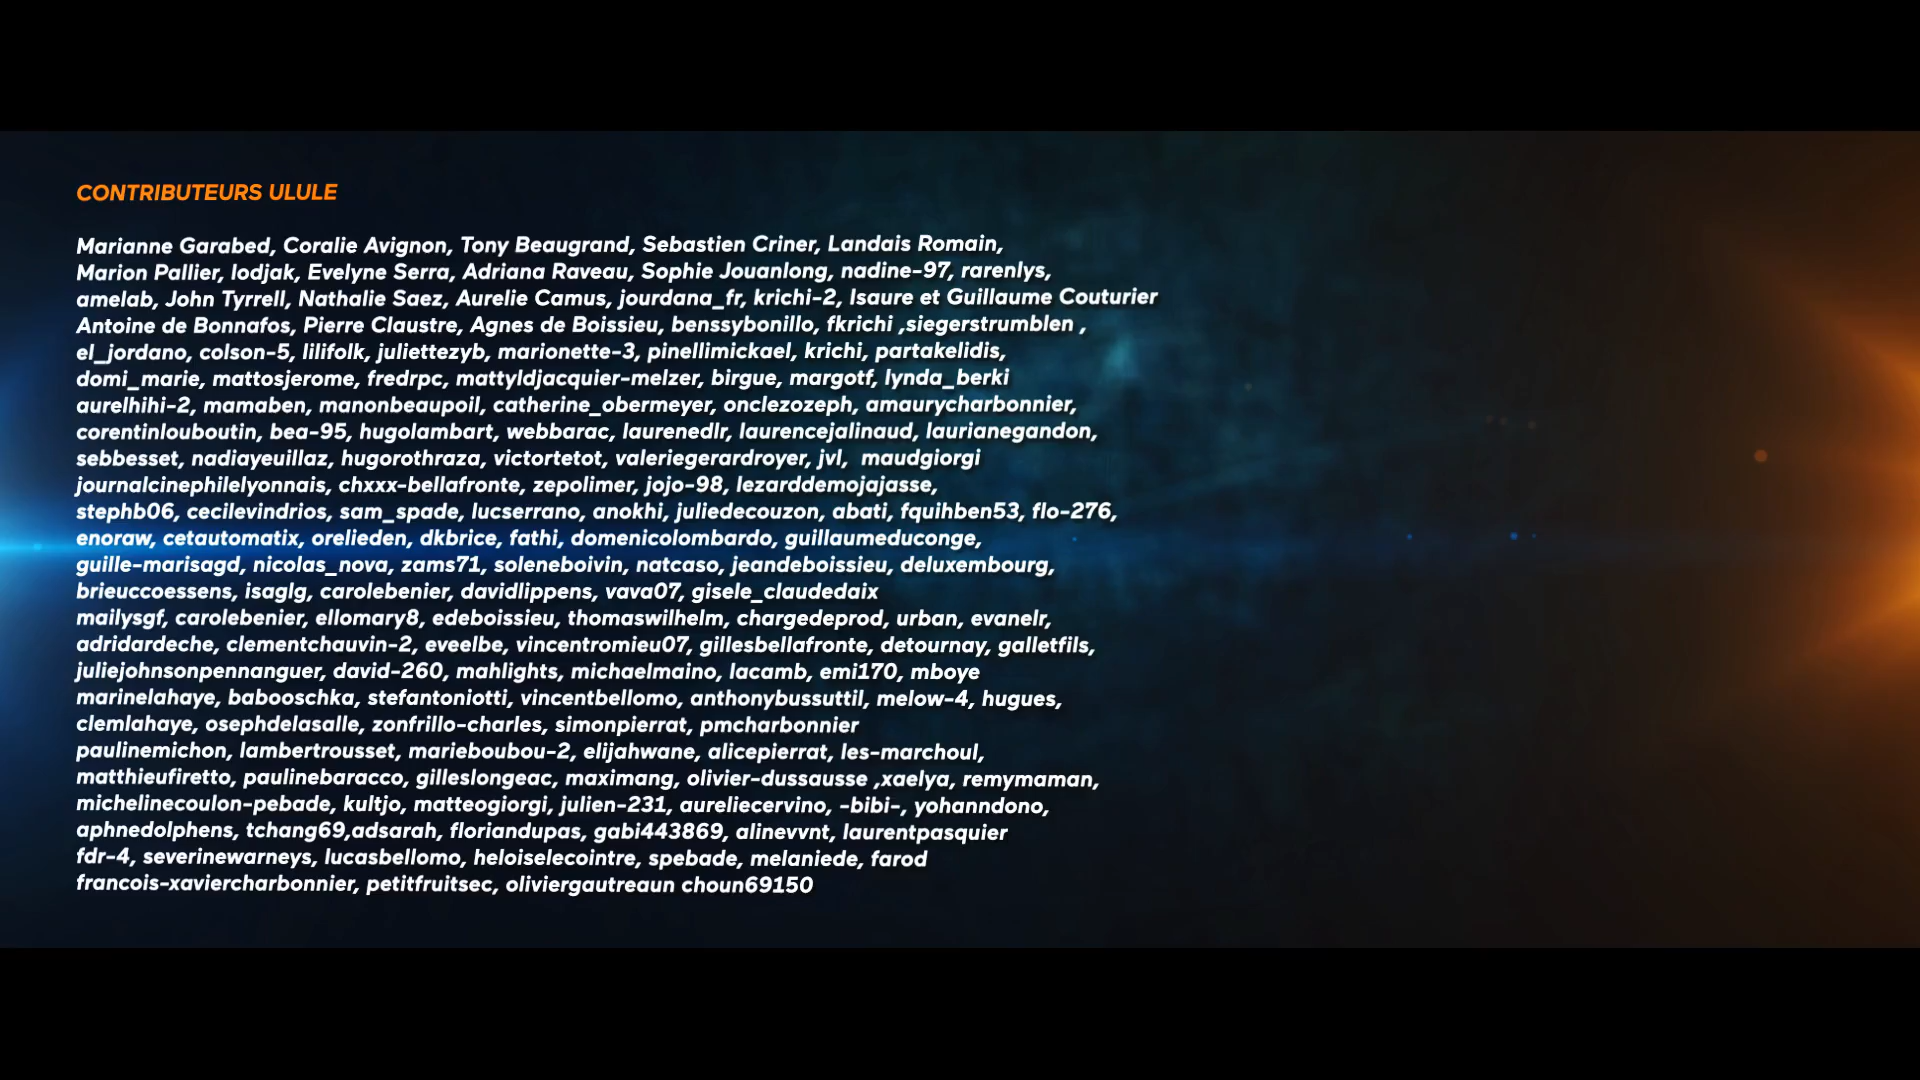 CONTRIBUTEURS ULULE
Marianne Garabed, Coralie Avignon, Tony Beaugrand, Sebastien Criner, Landais Romain,
Marion Pallier, lodjak, Evelyne Serra, Adriana Raveau, Sophie Jouanlong, nadine-97, rarenlys,
amelab, John Tyrrell, Nathalie Saez, Aurelie Camus, jourdana_fr, krichi-2, Isaure et Guillaume Couturier
Antoine de Bonnafos, Pierre Claustre, Agnes de Boissieu, benssybonillo, fkrichi ,siegerstrumblen ,
el_jordano, colson-5, lilifolk, juliettezyb, marionette-3, pinellimickael, krichi, partakelidis,
domi_marie, mattosjerome, fredrpc, mattyldjacquier-melzer, birgue, margotf, lynda_berki
aurelhihi-2, mamaben, manonbeaupoil, catherine_obermeyer, onclezozeph, amaurycharbonnier,
corentinlouboutin, bea-95, hugolambart, webbarac, laurenedlr, laurencejalinaud, laurianegandon,
sebbesset, nadiayeuillaz, hugorothraza, victortetot, valeriegerardroyer, jvl, maudgiorgi
journalcinephilelyonnais, chxxx-bellafronte, zepolimer, jojo-98, lezarddemojajasse,
stephb06, cecilevindrios, sam_spade, lucserrano, anokhi, juliedecouzon, abati, fquihben53, flo-276,
enoraw, cetautomatix, orelieden, dkbrice, fathi, domenicolombardo, guillaumeduconge,
guille-marisagd, nicolas_nova, zams71, soleneboivin, natcaso, jeandeboissieu, deluxembourg,
brieuccoessens, isaglg, carolebenier, davidlippens, vava07, gisele_claudedaix
mailysgf, carolebenier, ellomary8, edeboissieu, thomaswilhelm, chargedeprod, urban, evanelr,
adridardeche, clementchauvin-2, eveelbe, vincentromieu07, gillesbellafronte, detournay, galletfils,
juliejohnsonpennanguer, david-260, mahlights, michaelmaino, lacamb, emi170, mboye
marinelahaye, babooschka, stefantoniotti, vincentbellomo, anthonybussuttil, melow-4, hugues,
clemlahaye, osephdelasalle, zonfrillo-charles, simonpierrat, pmcharbonnier
paulinemichon, lambertrousset, marieboubou-2, elijahwane, alicepierrat, les-marchoul,
matthieufiretto, paulinebaracco, gilleslongeac, maximang, olivier-dussausse ,xaelya, remymaman,
michelinecoulon-pebade, kultjo, matteogiorgi, julien-231, aureliecervino, -bibi-, yohanndono,
aphnedolphens, tchang69,adsarah, floriandupas, gabi443869, alinevvnt, laurentpasquier
fdr-4, severinewarneys, lucasbellomo, heloiselecointre, spebade, melaniede, farod
francois-xaviercharbonnier, petitfruitsec, oliviergautreaun choun69150